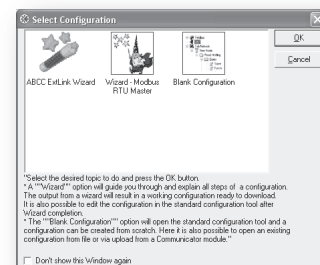 Select Configuration
OK
Cancel
ABCC ExtLink Wizard
Wizard - Modbus
RTU Master
Blank Configuration
"Select the desired topic to do and press the OK button.
* A ""Wizard"" option will guide you through and explain all steps of a configuration.
The output from a wizard will result in a working configuration ready to download.
It is also possible to edit the configuration in the standard configuration tool after
Wizard completion.
* The ""Blank Configuration"" option will open the standard configuration tool and a
configuration can be created from scratch. Here it is also possible to open an existing
configuration from file or via upload from a Communicator module."
Don't show this Window again